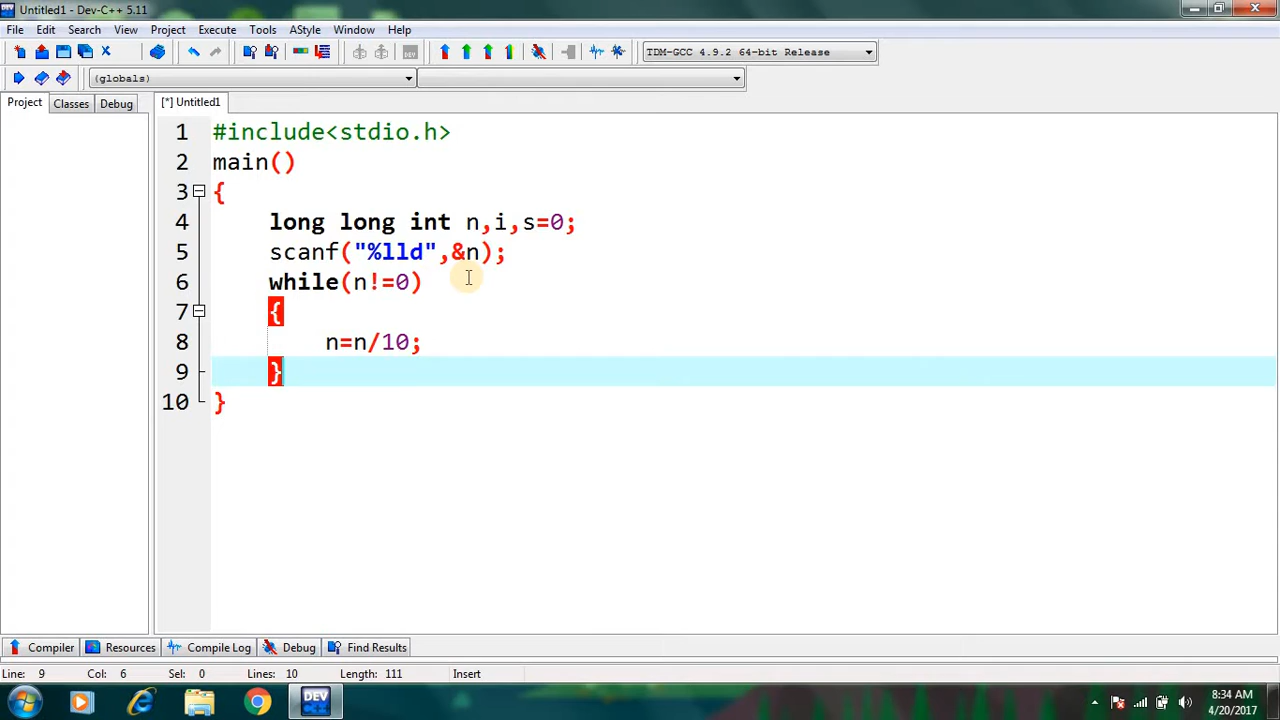 Untitled1 - Dev-C++ 5.11
File Edit Search View Project Execute Tools AStyle Window Help
TDM-GCC 4.9.2 64-bit Release
(globals)
Project Classes Debug [*] Untitled1
1 #include<stdio.h>
2 main()
3 {
4 long long int n,i,s=0;
5 scanf("%lld",&n);
6 while(n!=0)
7 {
8 n=n/10;
9 }
10 }
Compiler Resources Compile Log Debug Find Results
Line: 9 Col: 6 Sel: 0 Lines: 10 Length: 111 Insert
DEV C++
8:34 AM
4/20/2017